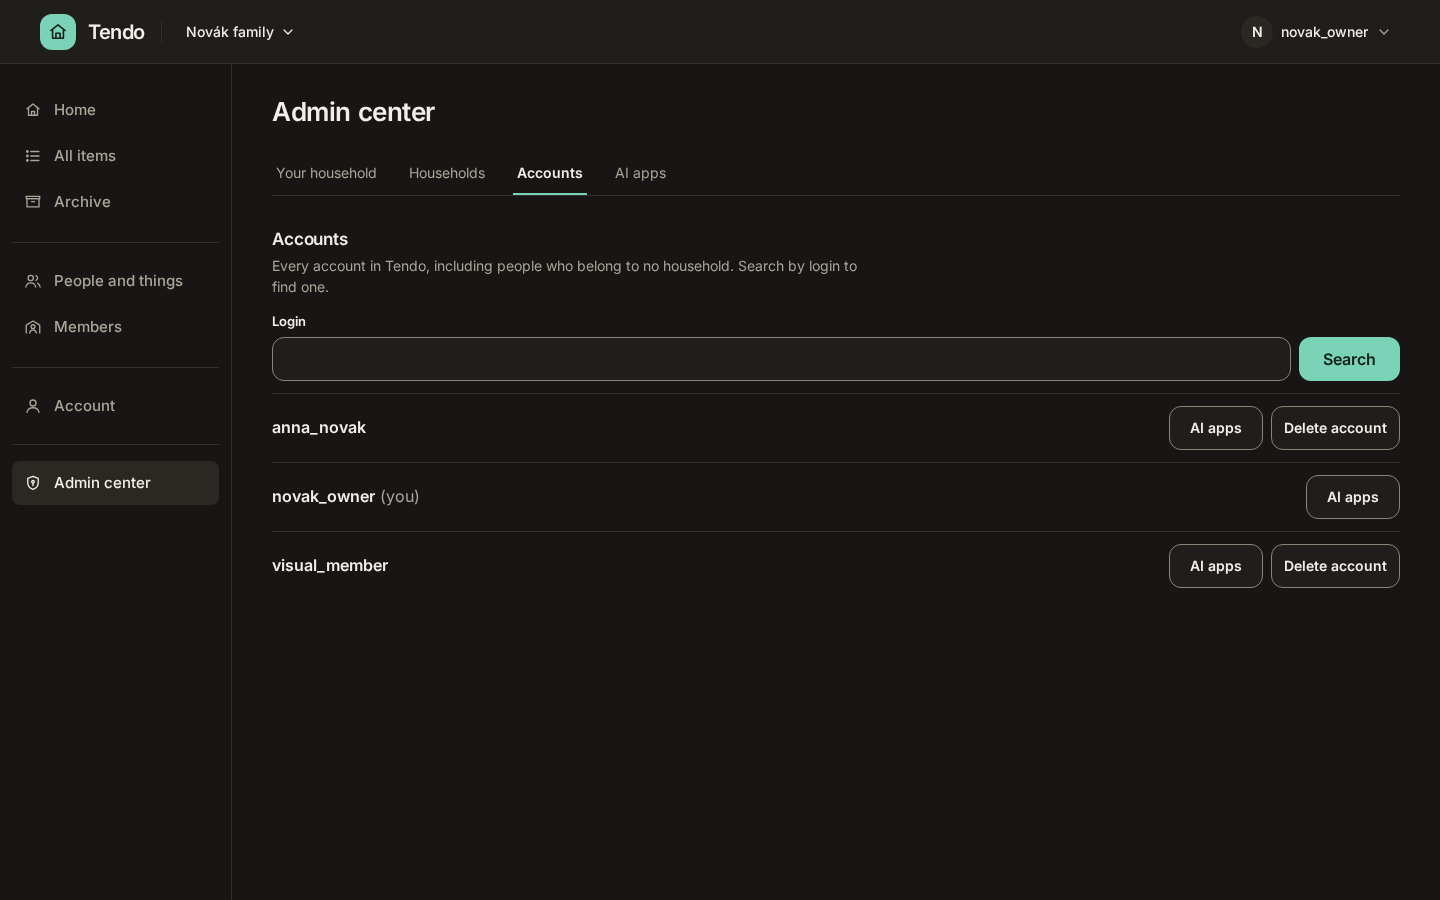 Tendo
Novák family
N
novak_owner
Home
All items
Archive
People and things
Members
Account
Admin center
Admin center
Your household
Households
Accounts
AI apps
Accounts
Every account in Tendo, including people who belong to no household. Search by login to
find one.
Login
Search
anna_novak
AI apps
Delete account
novak_owner (you)
AI apps
visual_member
AI apps
Delete account